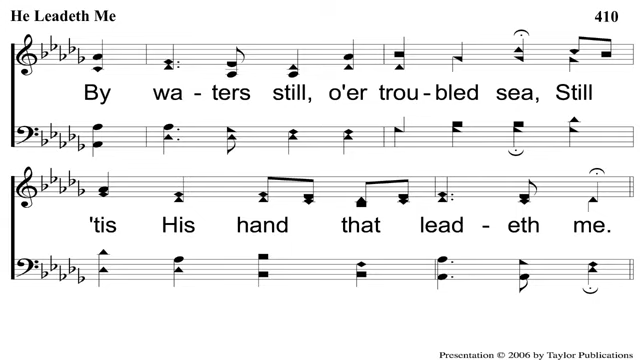 He Leadeth Me 410
By wa - ters still, o'er trou - bled sea, Still
'tis His hand that lead - eth me.
Presentation © 2006 by Taylor Publications